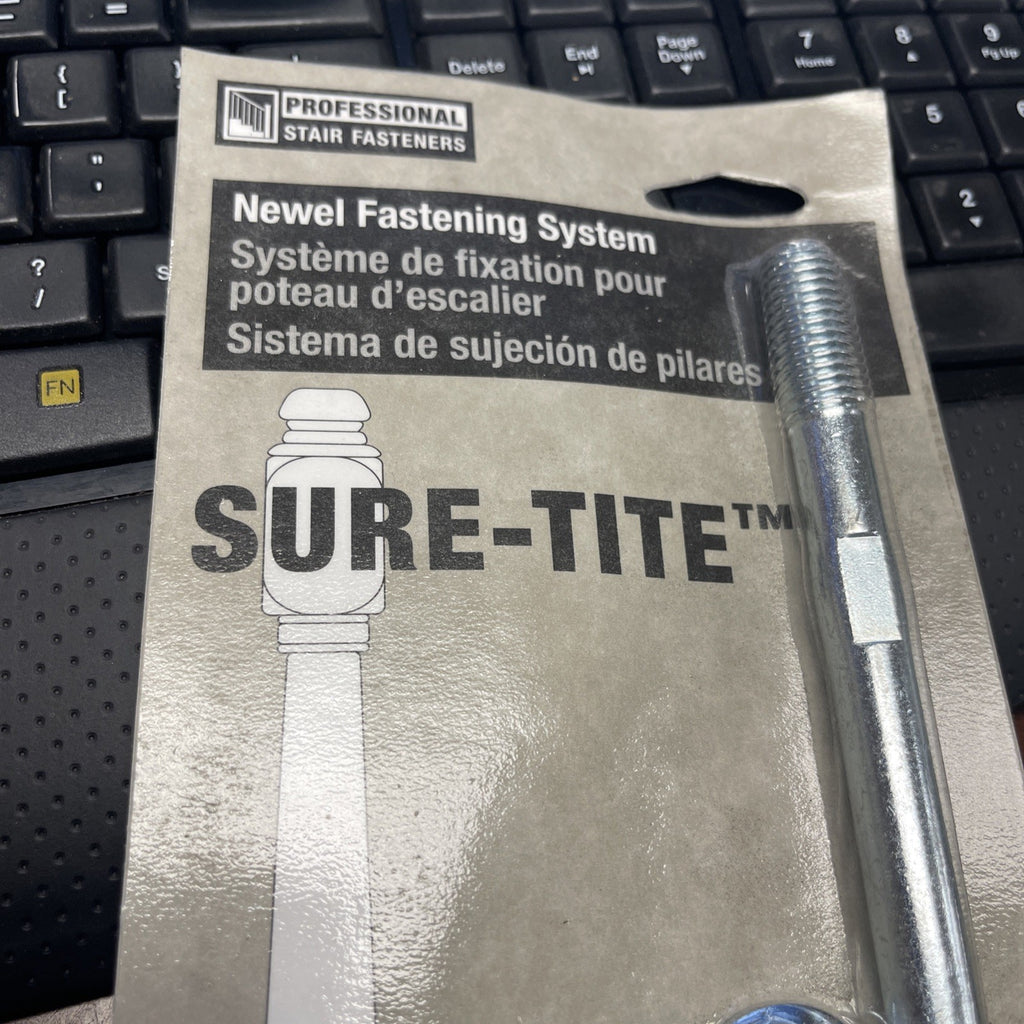 {
[
}
Delete
End
Page
Down
7
Home
8
9
Pg Up
"
'
5
6
?
/
S
2
FN
PROFESSIONAL
STAIR FASTENERS
Newel Fastening System
Système de fixation pour
poteau d'escalier
Sistema de sujeción de pilares
SURE-TITE™